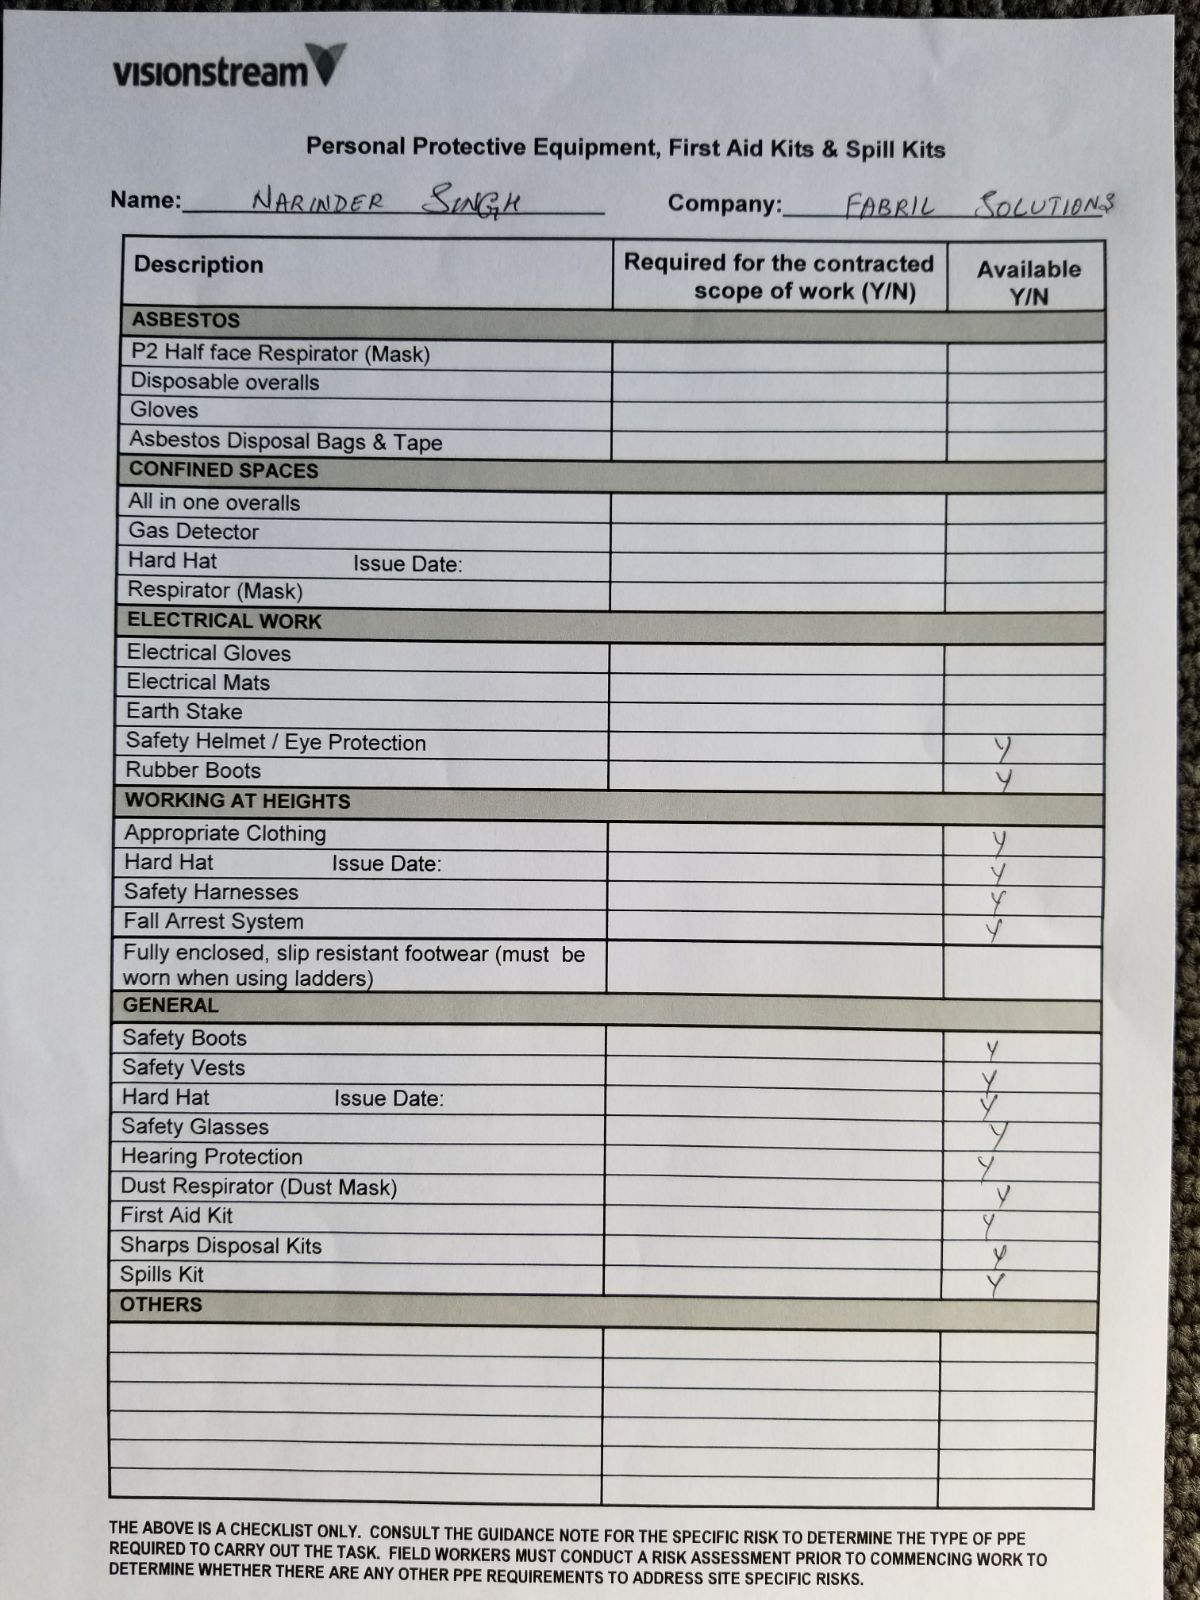 visionstream
Personal Protective Equipment, First Aid Kits & Spill Kits
Name: NARINDER SINGH Company: FABRIL SOLUTIONS
Description Required for the contracted scope of work (Y/N) Available Y/N
ASBESTOS
P2 Half face Respirator (Mask)
Disposable overalls
Gloves
Asbestos Disposal Bags & Tape
CONFINED SPACES
All in one overalls
Gas Detector
Hard Hat Issue Date:
Respirator (Mask)
ELECTRICAL WORK
Electrical Gloves
Electrical Mats
Earth Stake
Safety Helmet / Eye Protection Y
Rubber Boots Y
WORKING AT HEIGHTS
Appropriate Clothing Y
Hard Hat Issue Date: Y
Safety Harnesses Y
Fall Arrest System Y
Fully enclosed, slip resistant footwear (must be
worn when using ladders)
GENERAL
Safety Boots Y
Safety Vests Y
Hard Hat Issue Date: Y
Safety Glasses Y
Hearing Protection Y
Dust Respirator (Dust Mask) Y
First Aid Kit Y
Sharps Disposal Kits Y
Spills Kit Y
OTHERS
THE ABOVE IS A CHECKLIST ONLY. CONSULT THE GUIDANCE NOTE FOR THE SPECIFIC RISK TO DETERMINE THE TYPE OF PPE
REQUIRED TO CARRY OUT THE TASK. FIELD WORKERS MUST CONDUCT A RISK ASSESSMENT PRIOR TO COMMENCING WORK TO
DETERMINE WHETHER THERE ARE ANY OTHER PPE REQUIREMENTS TO ADDRESS SITE SPECIFIC RISKS.